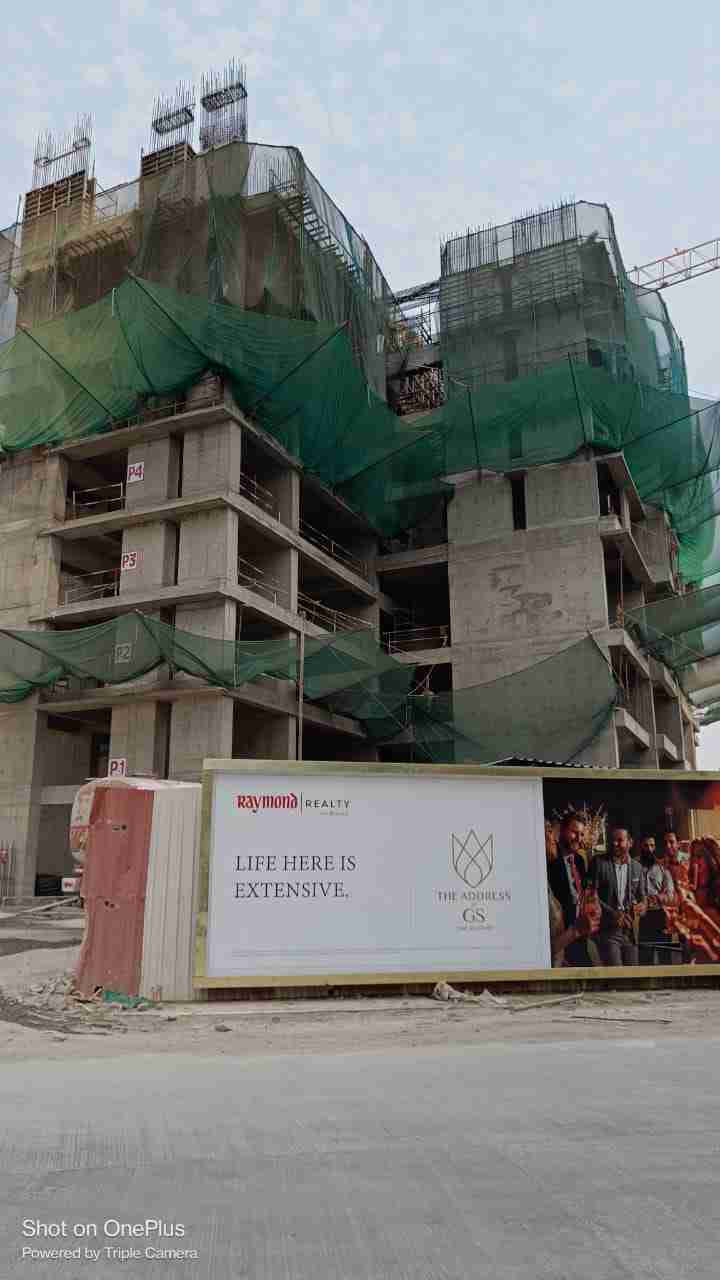 P4
P3
P2
P1
Raymond | REALTY
LIFE HERE IS
EXTENSIVE.
THE ADDRESS
GS
Shot on OnePlus
Powered by Triple Camera